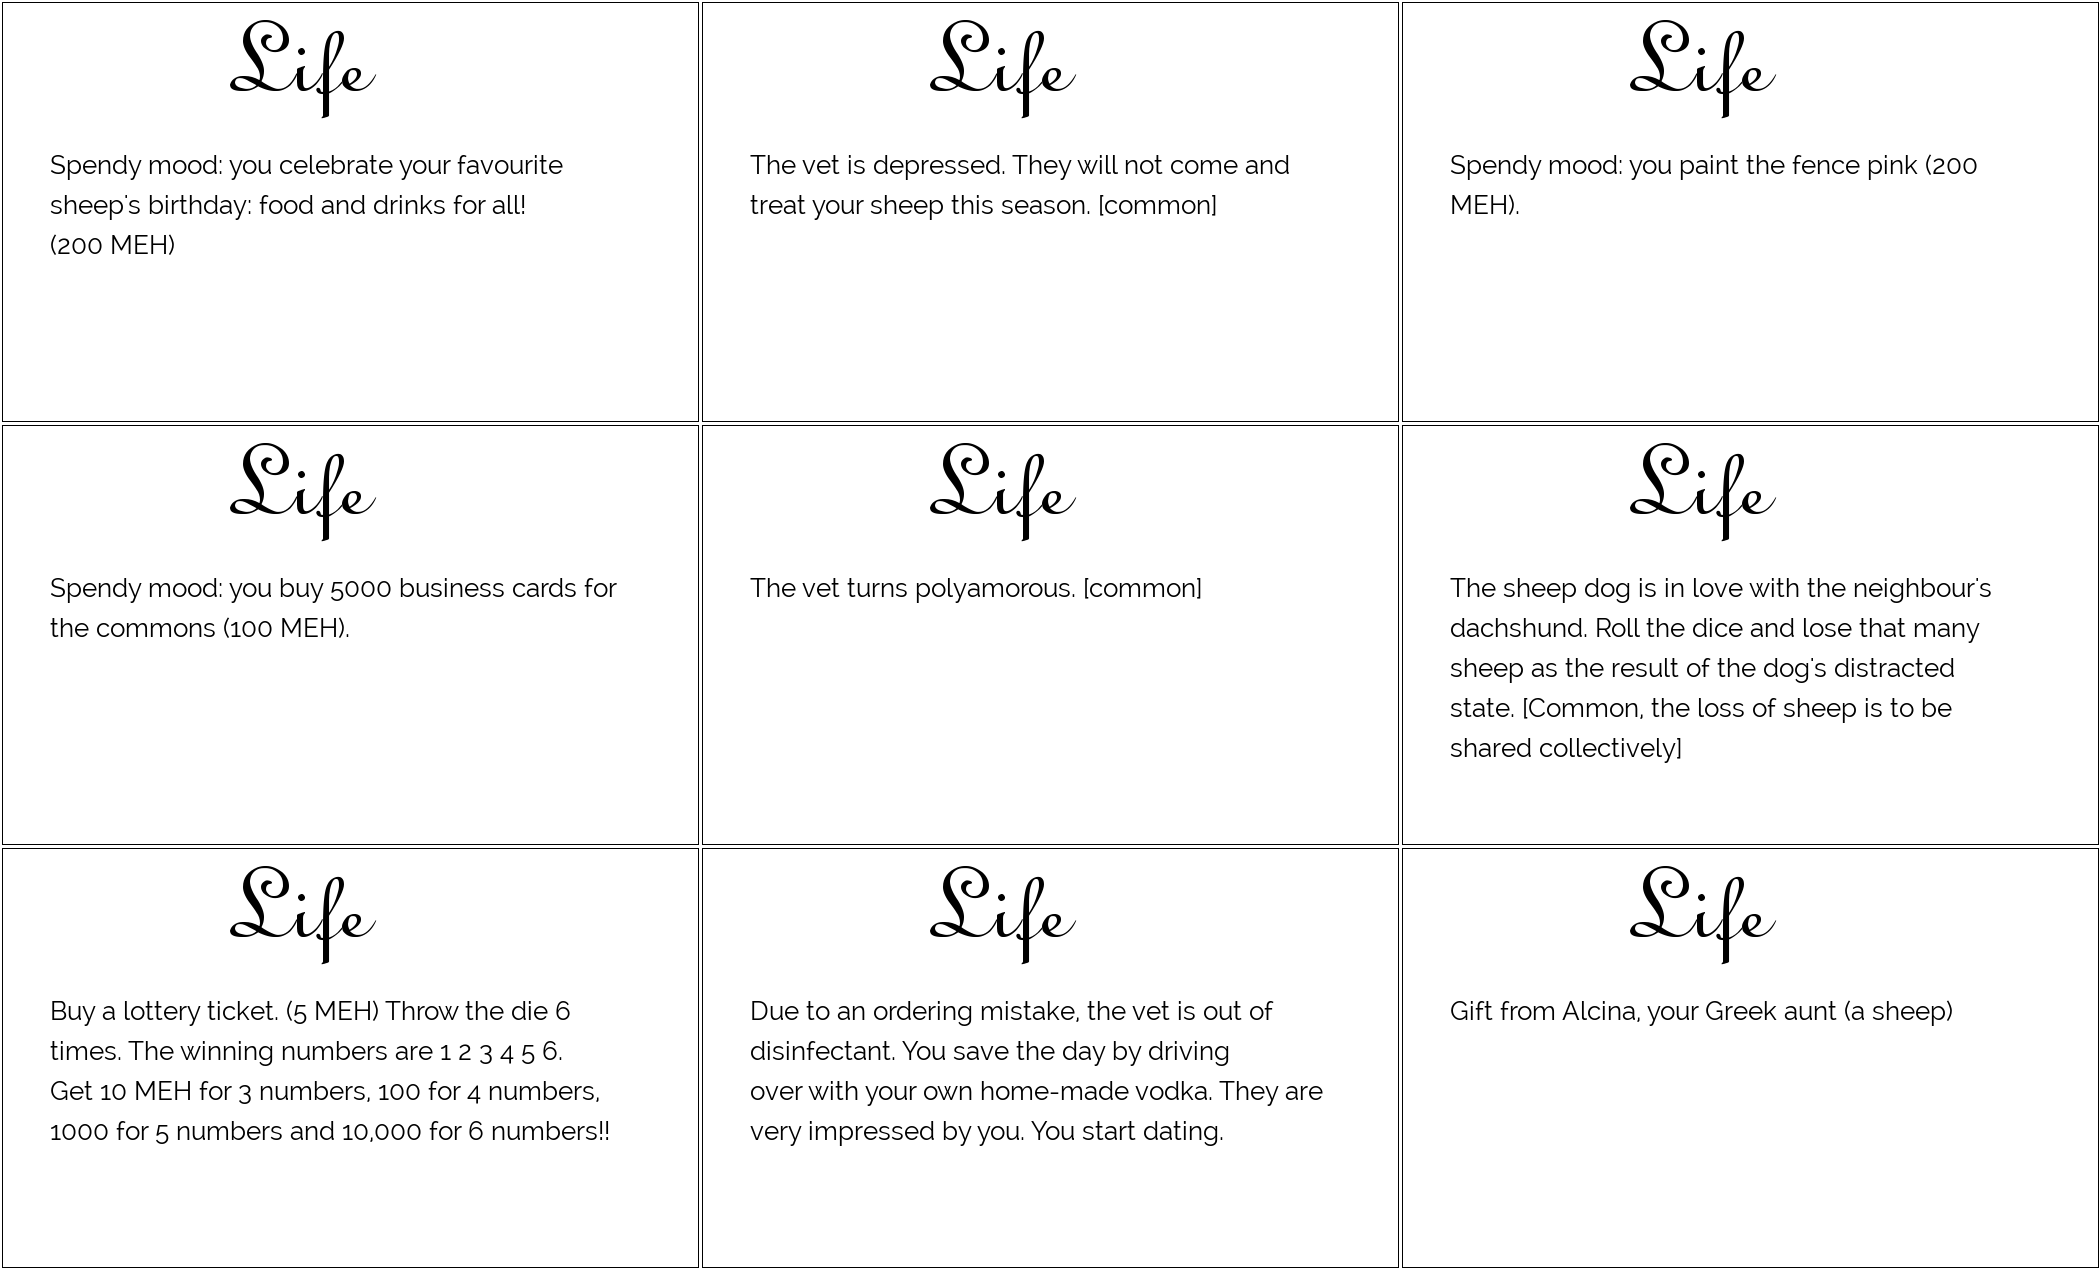 Life
Spendy mood: you celebrate your favourite
sheep's birthday: food and drinks for all!
(200 MEH)
Life
The vet is depressed. They will not come and
treat your sheep this season. [common]
Life
Spendy mood: you paint the fence pink (200
MEH).
Life
Spendy mood: you buy 5000 business cards for
the commons (100 MEH).
Life
The vet turns polyamorous. [common]
Life
The sheep dog is in love with the neighbour's
dachshund. Roll the dice and lose that many
sheep as the result of the dog's distracted
state. [Common, the loss of sheep is to be
shared collectively]
Life
Buy a lottery ticket. (5 MEH) Throw the die 6
times. The winning numbers are 1 2 3 4 5 6.
Get 10 MEH for 3 numbers, 100 for 4 numbers,
1000 for 5 numbers and 10,000 for 6 numbers!!
Life
Due to an ordering mistake, the vet is out of
disinfectant. You save the day by driving
over with your own home-made vodka. They are
very impressed by you. You start dating.
Life
Gift from Alcina, your Greek aunt (a sheep)